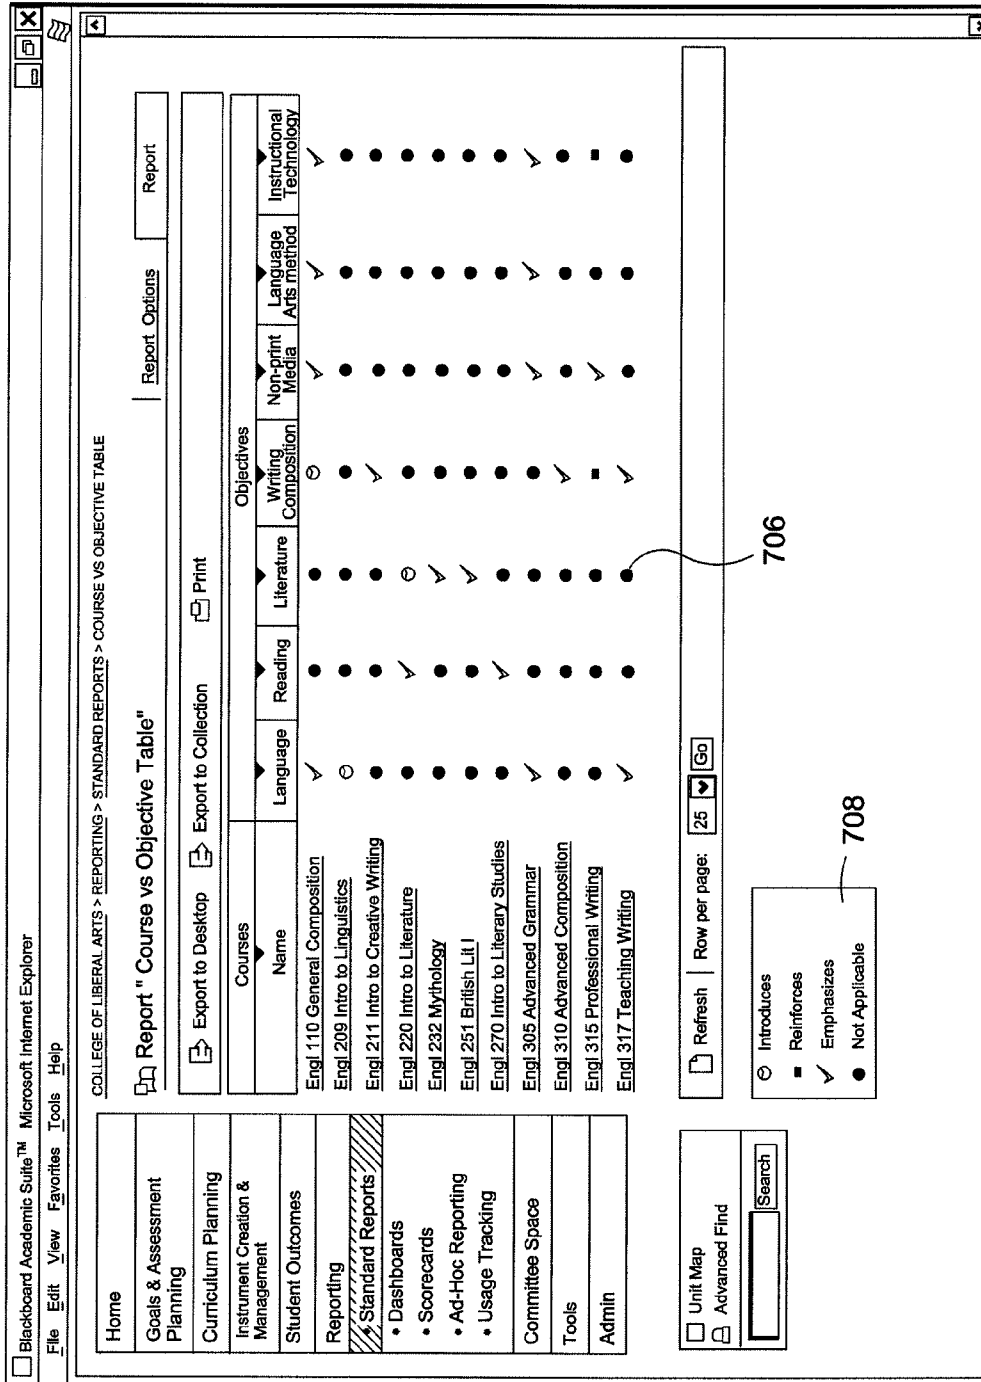 Blackboard Academic Suite™ Microsoft Internet Explorer
File Edit View Favorites Tools Help
COLLEGE OF LIBERAL ARTS > REPORTING > STANDARD REPORTS > COURSE VS OBJECTIVE TABLE
Home
Goals & Assessment
Planning
Curriculum Planning
Instrument Creation &
Management
Student Outcomes
Reporting
• Standard Reports
• Dashboards
• Scorecards
• Ad-Hoc Reporting
• Usage Tracking
Committee Space
Tools
Admin
Unit Map
Advanced Find
Search
Report " Course vs Objective Table"
Report Options
Report
Export to Desktop Export to Collection Print
Courses Objectives
Name Language Reading Literature Writing Composition Non-print Media Language Arts method Instructional Technology
Engl 110 General Composition
Engl 209 Intro to Linguistics
Engl 211 Intro to Creative Writing
Engl 220 Intro to Literature
Engl 232 Mythology
Engl 251 British Lit I
Engl 270 Intro to Literary Studies
Engl 305 Advanced Grammar
Engl 310 Advanced Composition
Engl 315 Professional Writing
Engl 317 Teaching Writing
706
Refresh Row per page: 25 Go
Introduces
Reinforces
Emphasizes
Not Applicable
708